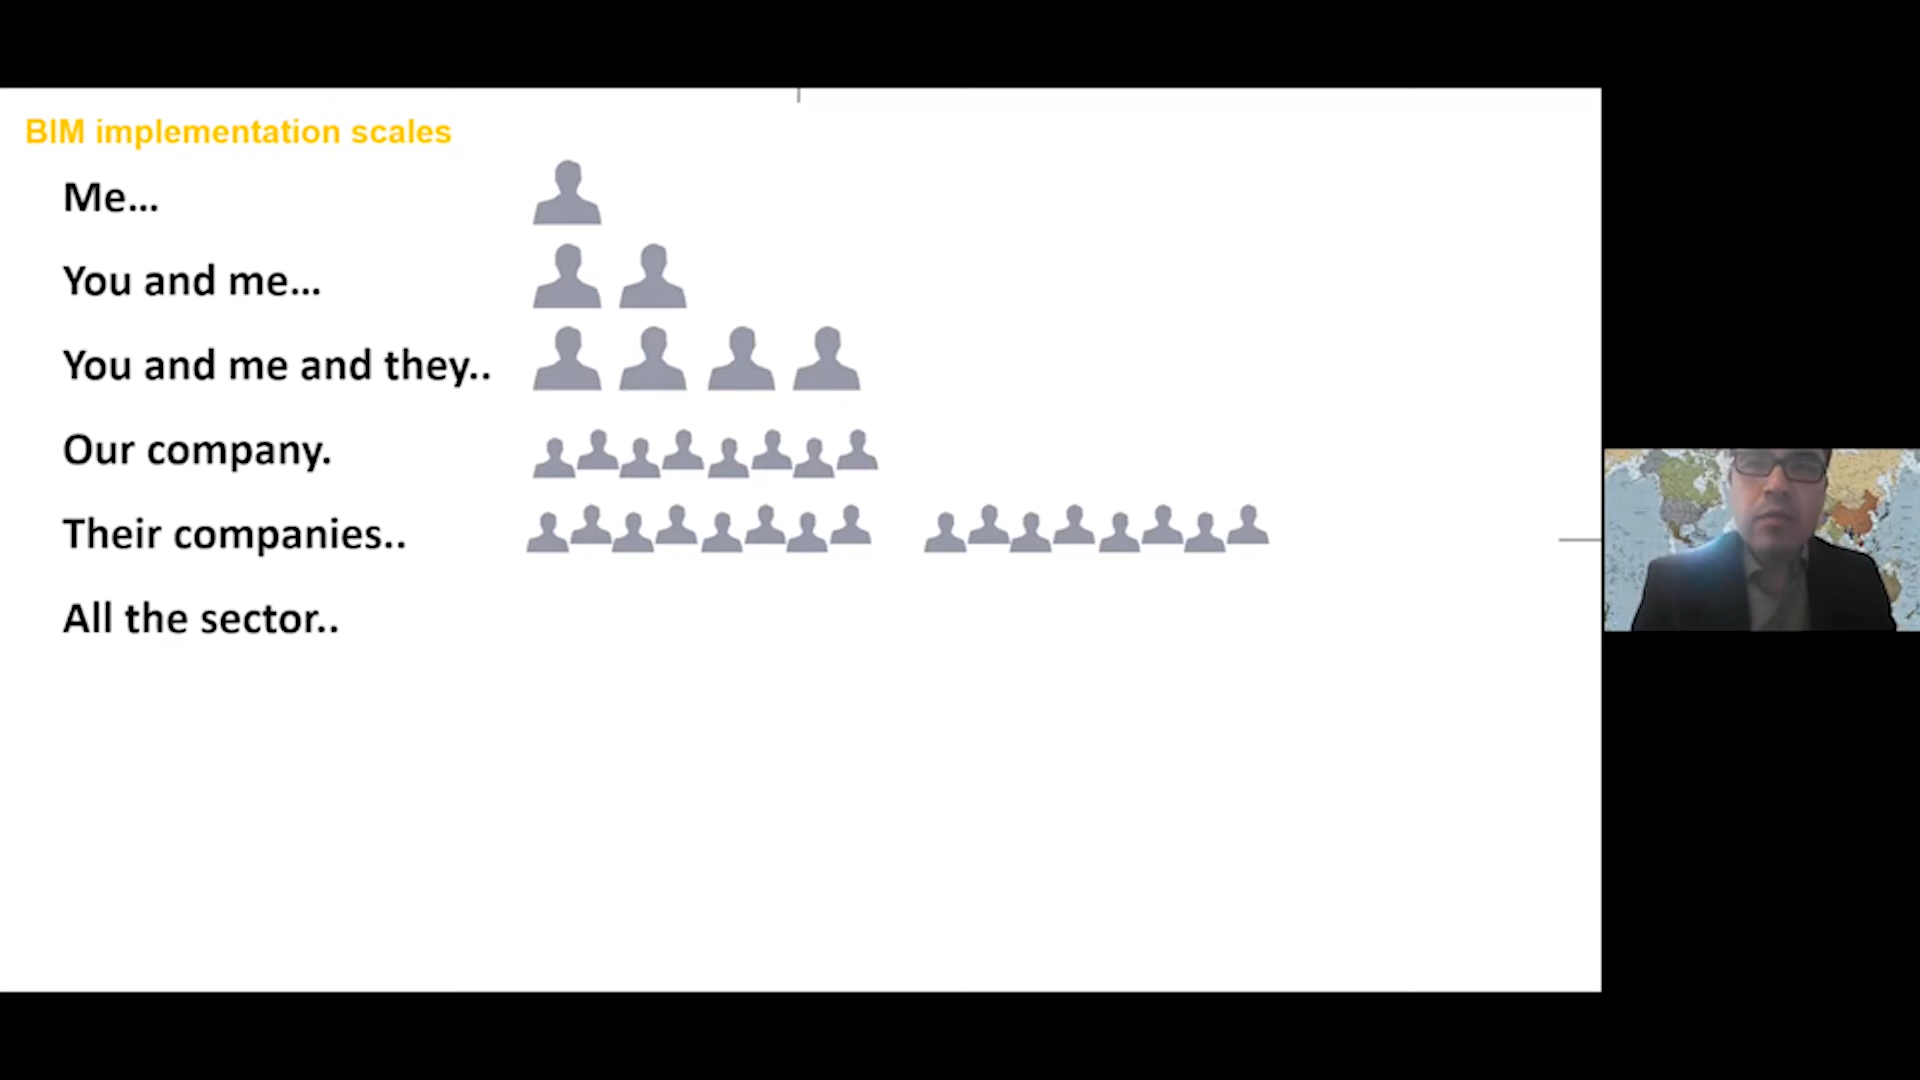 BIM implementation scales
Me...
You and me...
You and me and they..
Our company.
Their companies..
All the sector..